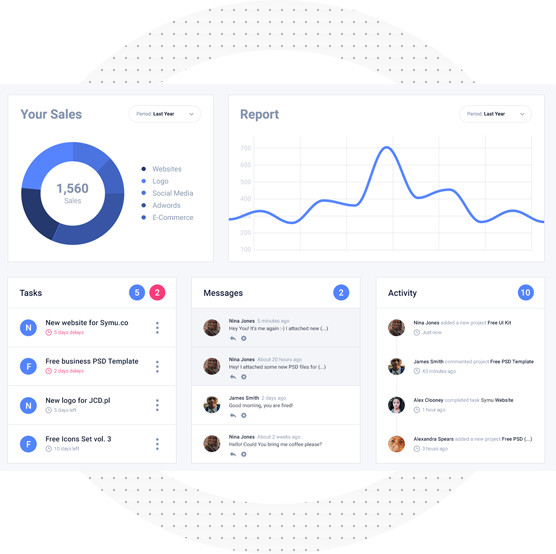 Your Sales
Period: Last Year
1,560
Sales
Websites
Logo
Social Media
Adwords
E-Commerce
Report
Period: Last Year
700
600
500
400
300
200
100
Tasks
5
2
N
New website for Symu.co
5 days delays
F
Free business PSD Template
2 days delays
N
New logo for JCD.pl
5 days left
F
Free Icons Set vol. 3
10 days left
Messages
2
Nina Jones 5 minutes ago
Hey You! It's me again :-) I attached new (...)
Nina Jones About 20 hours ago
Hey! I attached some new PSD files for (...)
James Smith 2 days ago
Good morning, you are fired!
Nina Jones About 2 weeks ago
Hello! Could You bring me coffee please?
Activity
10
Nina Jones added a new project Free UI Kit
Just now
James Smith commented project Free PSD Template
40 minutes ago
Alex Clooney completed task Symu Website
1 hour ago
Alexandra Spears added a new project Free PSD (...)
3 hours ago